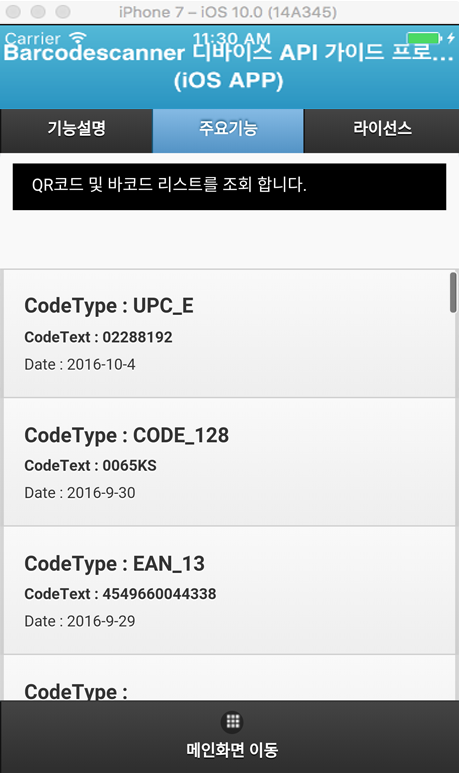 iPhone 7 – iOS 10.0 (14A345)
Carrier 11:30 AM
Barcodescanner 디바이스 API 가이드 프로...
(iOS APP)
기능설명 주요기능 라이선스
QR코드 및 바코드 리스트를 조회 합니다.
CodeType : UPC_E
CodeText : 02288192
Date : 2016-10-4
CodeType : CODE_128
CodeText : 0065KS
Date : 2016-9-30
CodeType : EAN_13
CodeText : 4549660044338
Date : 2016-9-29
CodeType :
메인화면 이동